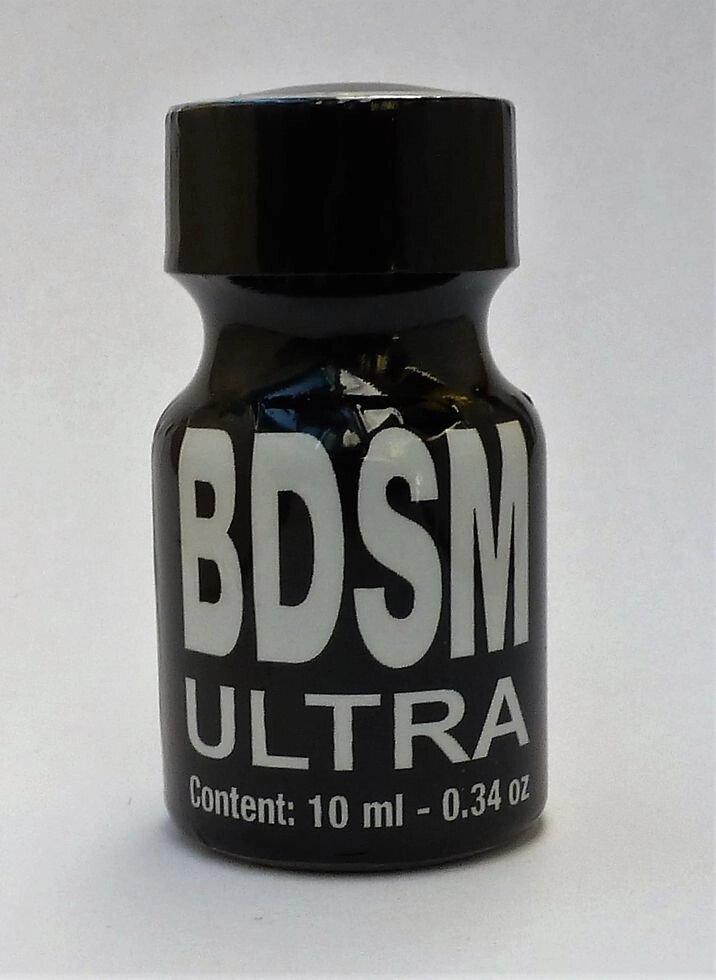 BDSM
ULTRA
Content: 10 ml - 0.34 oz